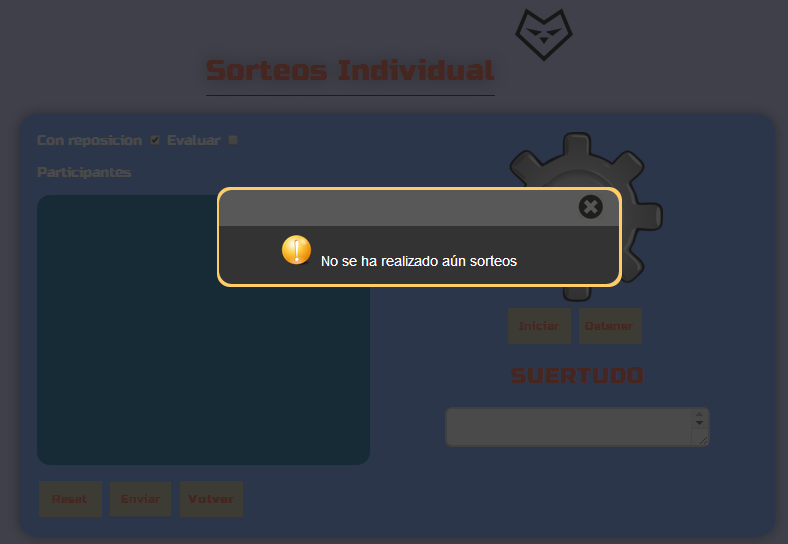 Sorteos Individual
Con reposicion Evaluar
Participantes
No se ha realizado aún sorteos
Iniciar Detener
SUERTUDO
Reset Enviar Volver